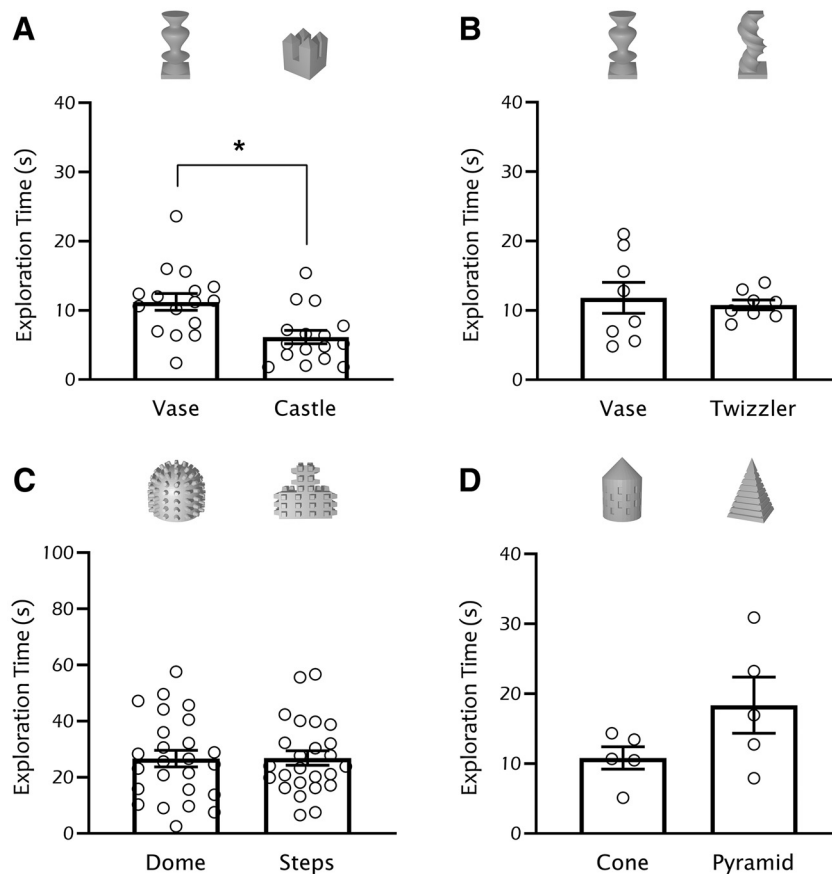 A
B
40
30
20
10
0
Exploration Time (s)
*
Vase
Castle
40
30
20
10
0
Exploration Time (s)
Vase
Twizzler
C
D
100
80
60
40
20
0
Exploration Time (s)
Dome
Steps
40
30
20
10
0
Exploration Time (s)
Cone
Pyramid